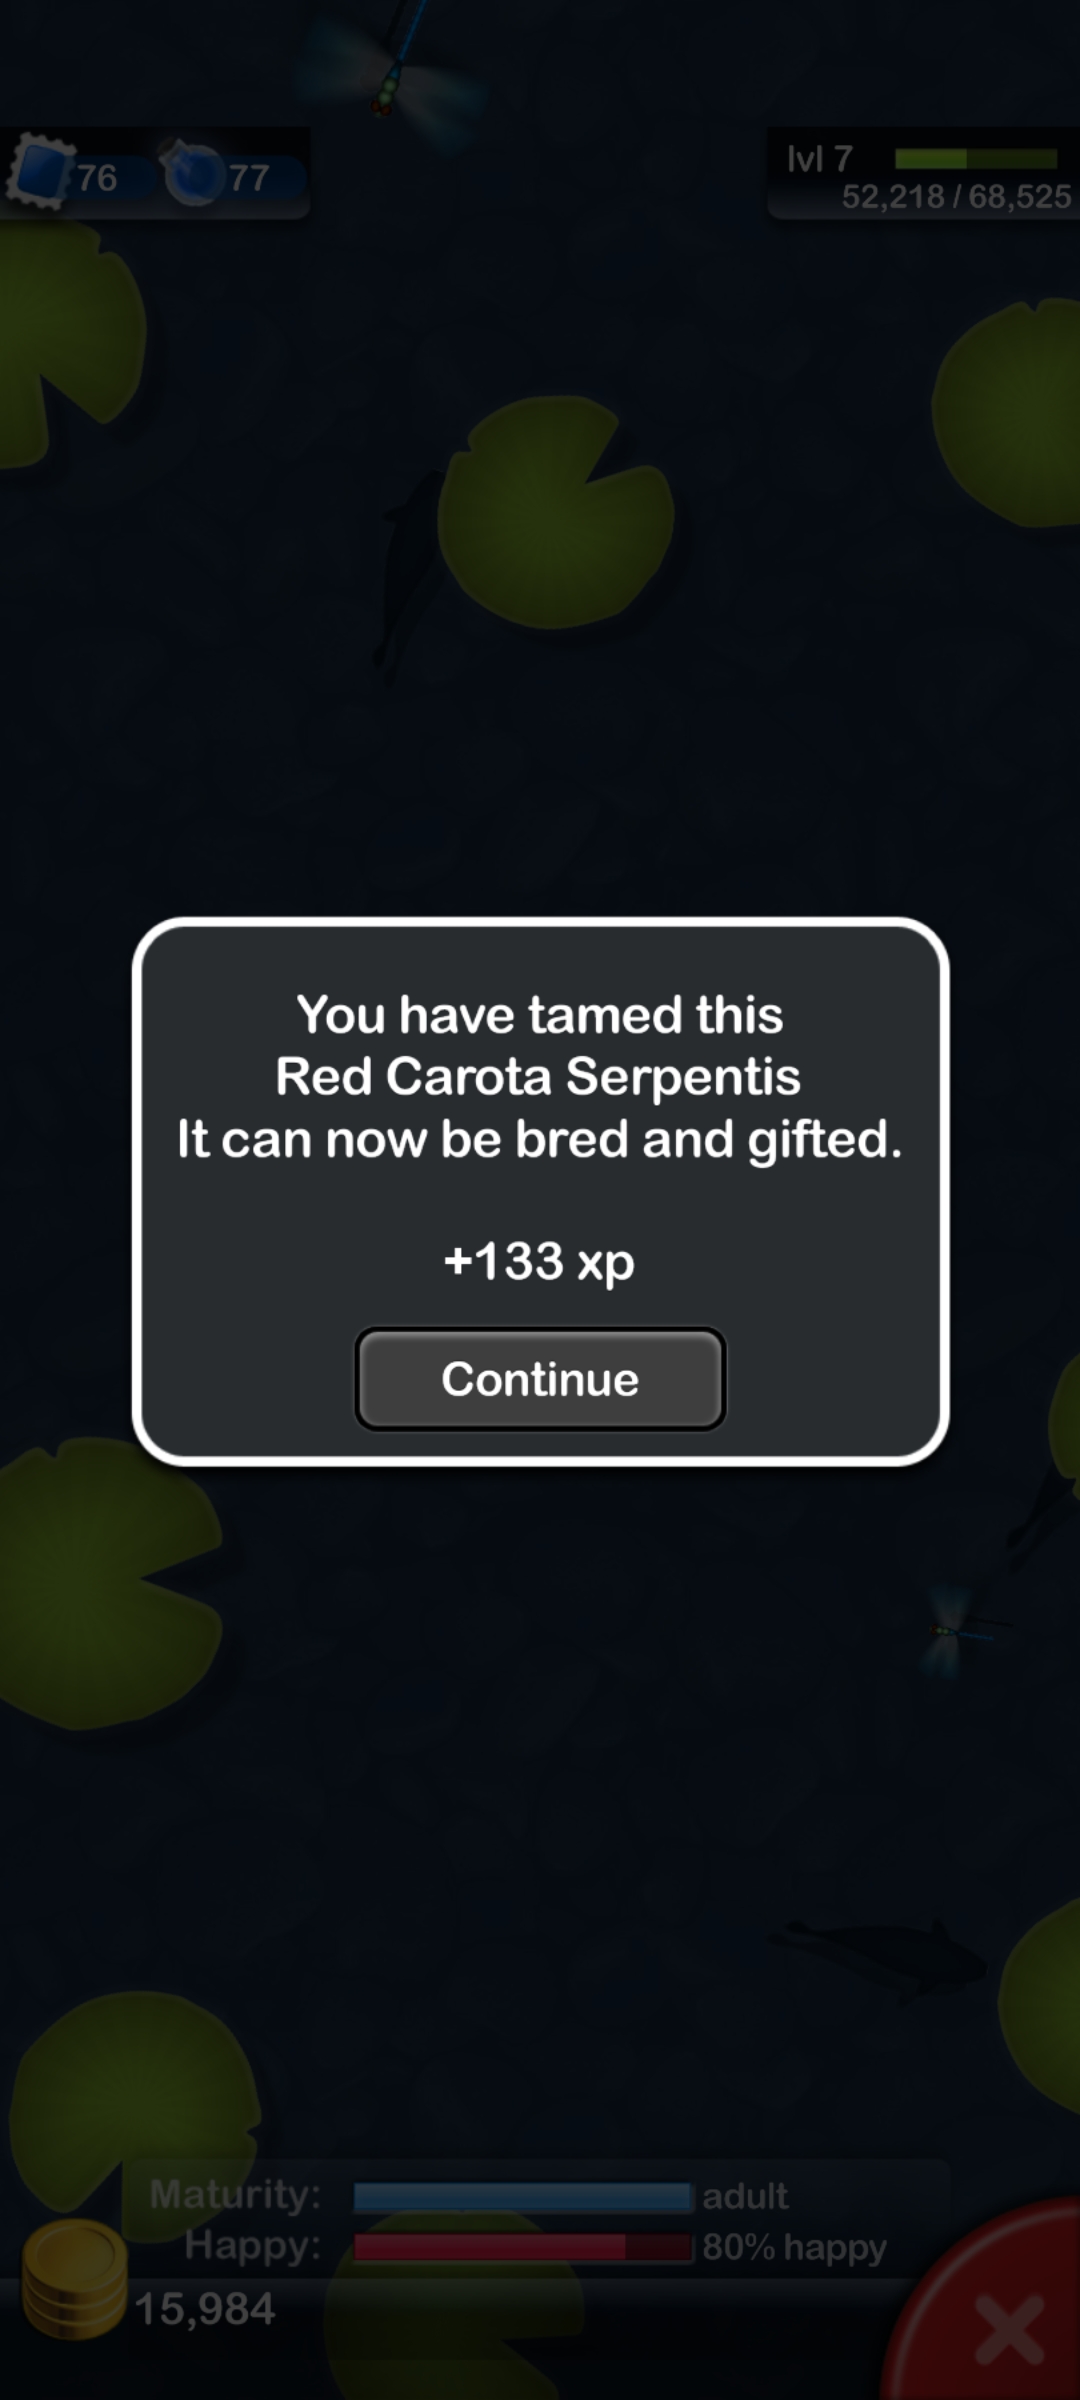 76
77
lvl 7
52,218 / 68,525
You have tamed this
Red Carota Serpentis
It can now be bred and gifted.
+133 xp
Continue
Maturity:
adult
Happy:
80% happy
15,984